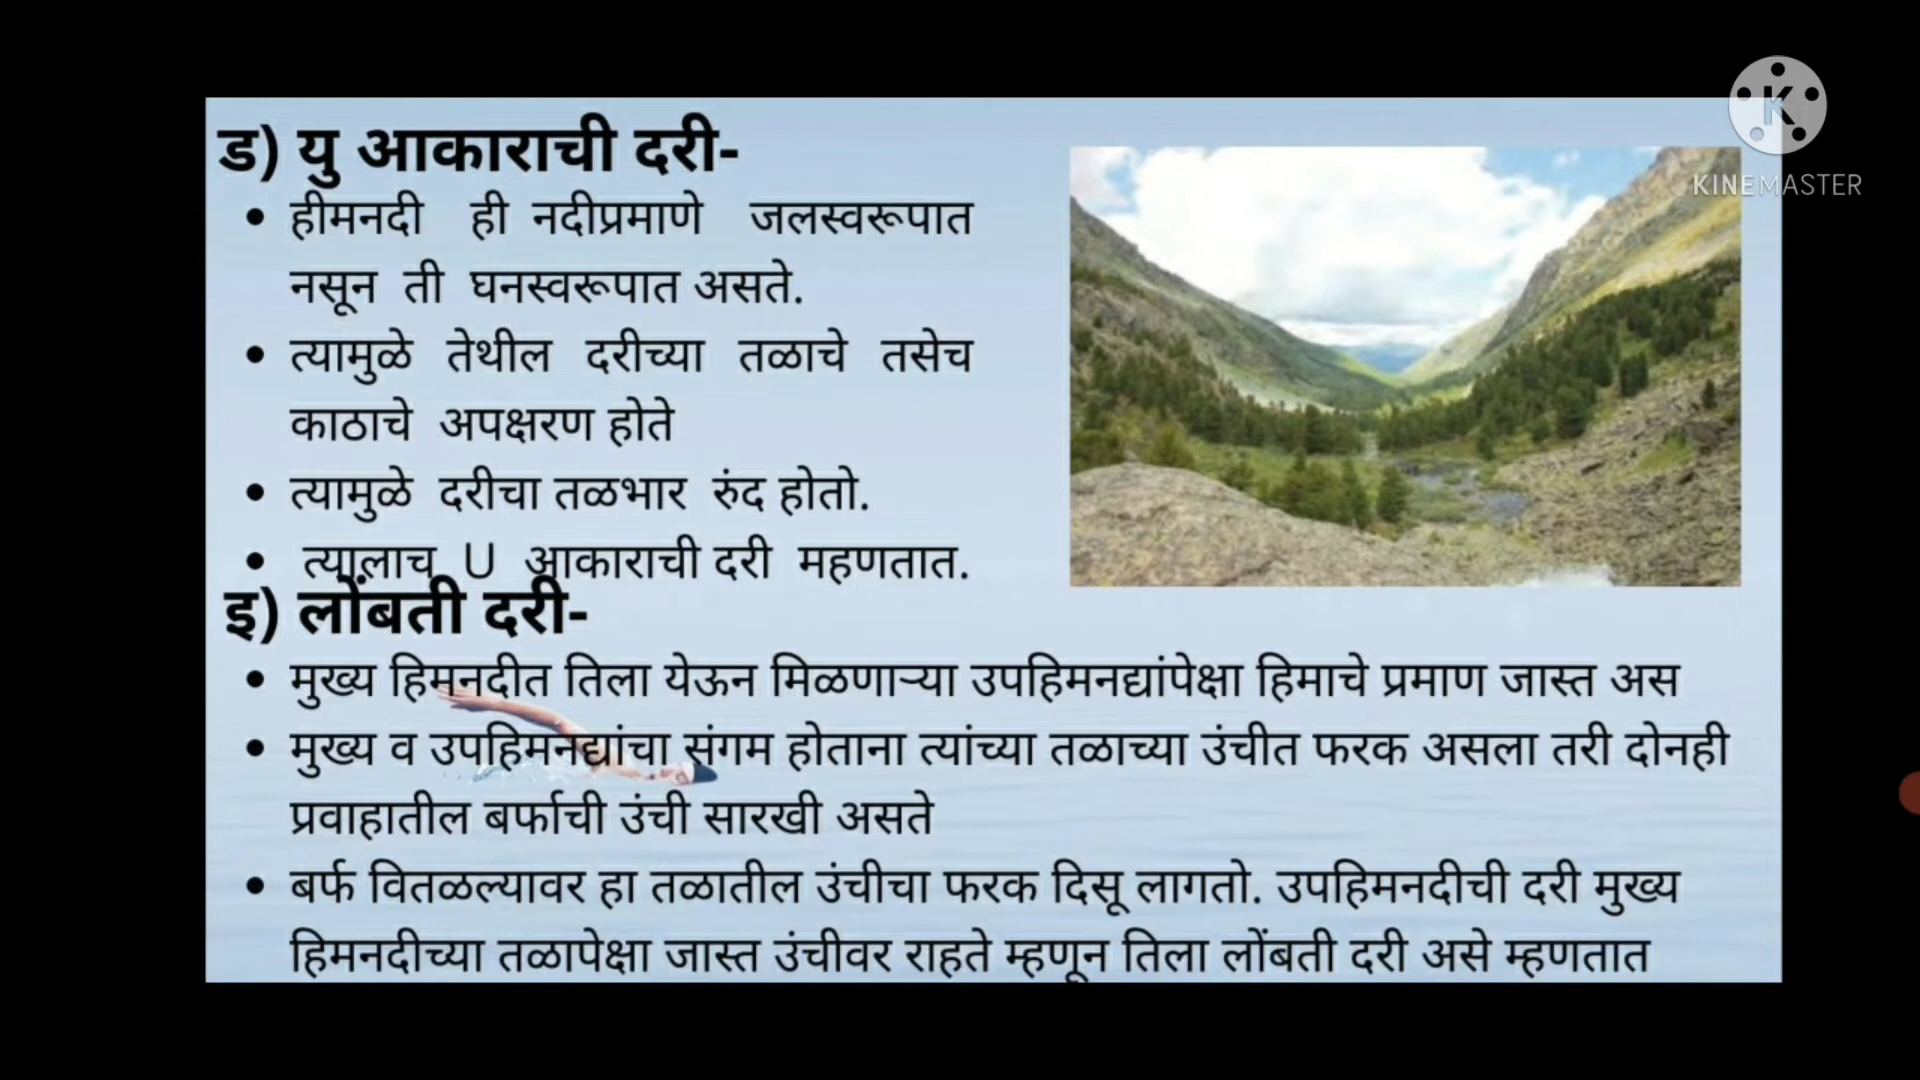 ड) यु आकाराची दरी-
• हीमनदी ही नदीप्रमाणे जलस्वरूपात
नसून ती घनस्वरूपात असते.
• त्यामुळे तेथील दरीच्या तळाचे तसेच
काठाचे अपक्षरण होते
• त्यामुळे दरीचा तळभार रुंद होतो.
• त्यालाच U आकाराची दरी महणतात.
इ) लोंबती दरी-
• मुख्य हिमनदीत तिला येऊन मिळणाऱ्या उपहिमनद्यांपेक्षा हिमाचे प्रमाण जास्त अस
• मुख्य व उपहिमनद्यांचा संगम होताना त्यांच्या तळाच्या उंचीत फरक असला तरी दोनही
प्रवाहातील बर्फाची उंची सारखी असते
• बर्फ वितळल्यावर हा तळातील उंचीचा फरक दिसू लागतो. उपहिमनदीची दरी मुख्य
हिमनदीच्या तळापेक्षा जास्त उंचीवर राहते म्हणून तिला लोंबती दरी असे म्हणतात
K
KINEMASTER